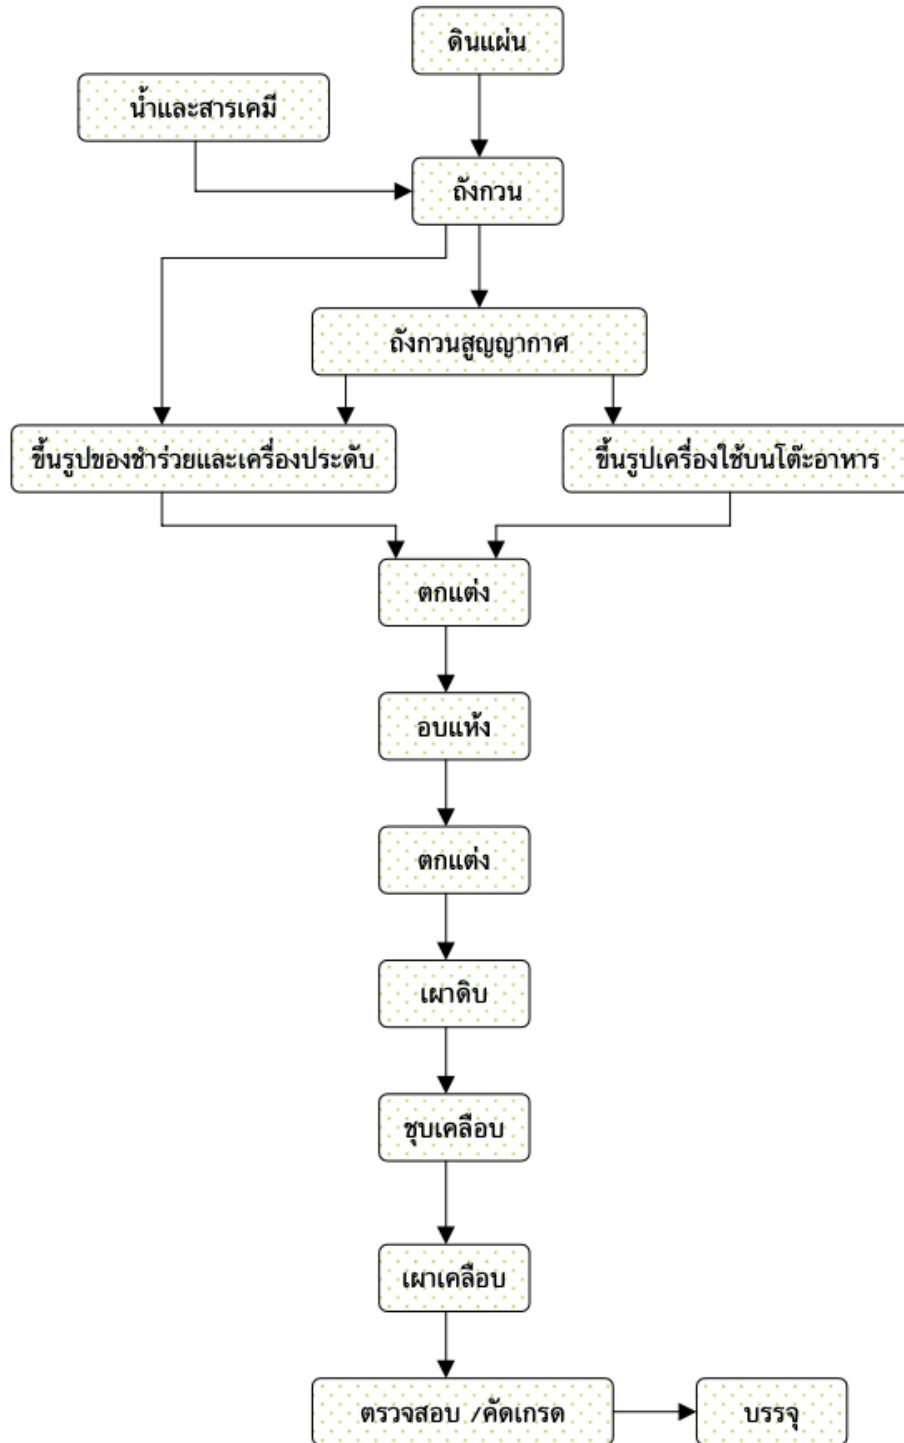 ดินแผ่น
น้ำและสารเคมี
ถังกวน
ถังกวนสูญญากาศ
ขึ้นรูปของชำร่วยและเครื่องประดับ
ขึ้นรูปเครื่องใช้บนโต๊ะอาหาร
ตกแต่ง
อบแห้ง
ตกแต่ง
เผาดิบ
ชุบเคลือบ
เผาเคลือบ
ตรวจสอบ /คัดเกรด
บรรจุ